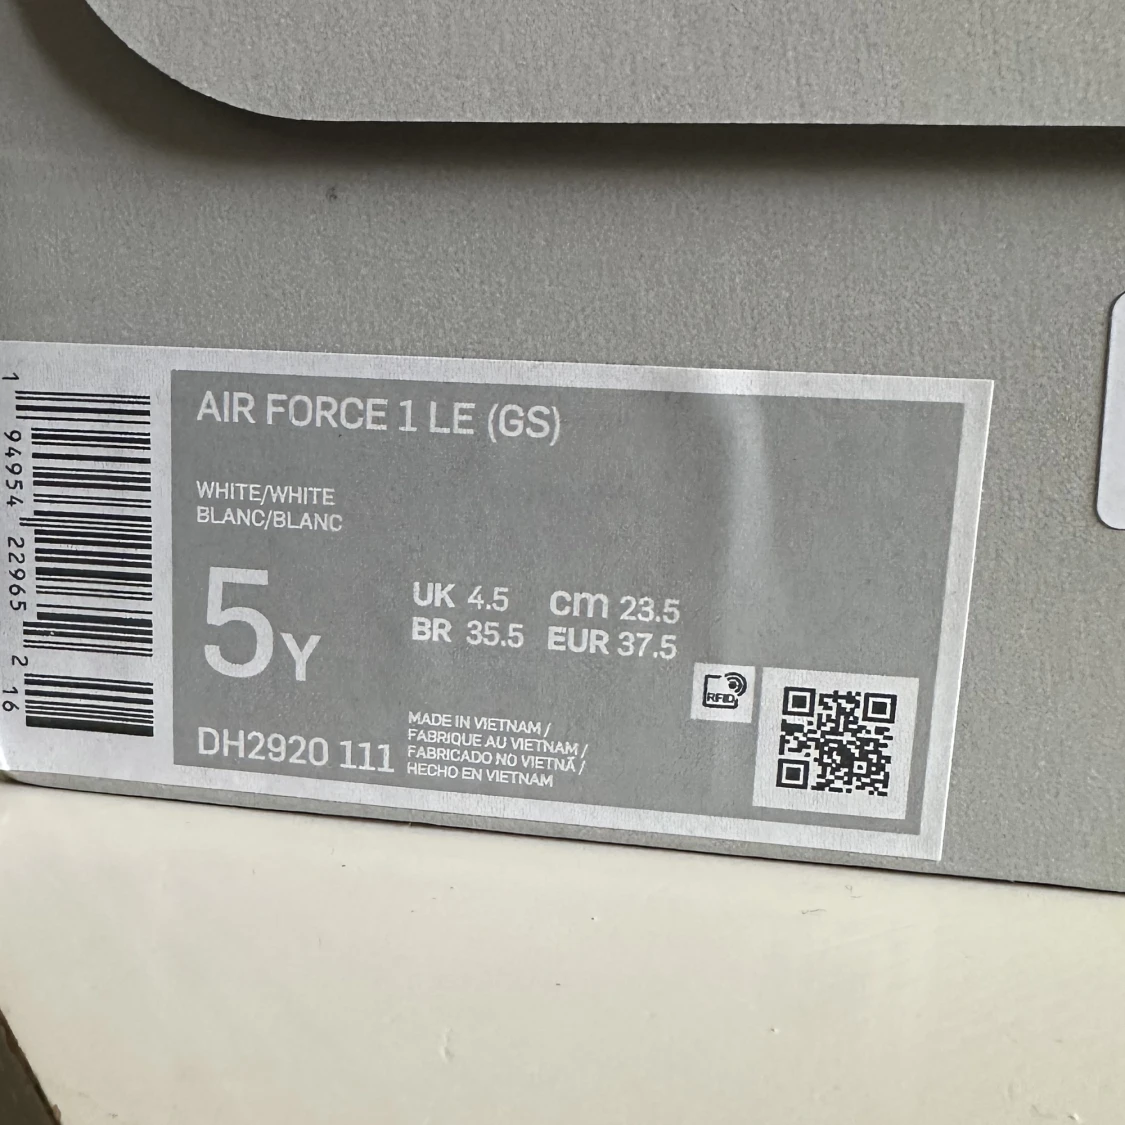 AIR FORCE 1 LE (GS)
WHITE/WHITE
BLANC/BLANC
5Y
UK 4.5 cm 23.5
BR 35.5 EUR 37.5
RFID
DH2920 111
MADE IN VIETNAM /
FABRIQUE AU VIETNAM /
FABRICADO NO VIETNÃ /
HECHO EN VIETNAM
1 94954 22965 2 16